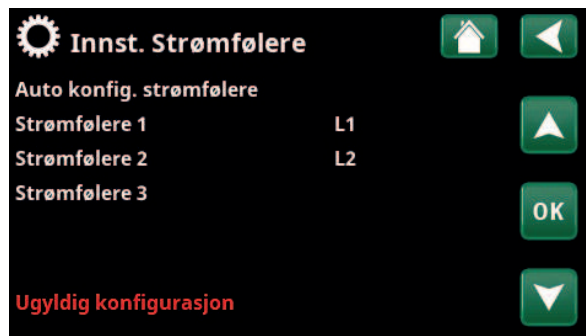 Innst. Strømfølere
Auto konfig. strømfølere
Strømfølere 1 L1
Strømfølere 2 L2
Strømfølere 3
OK
Ugyldig konfigurasjon